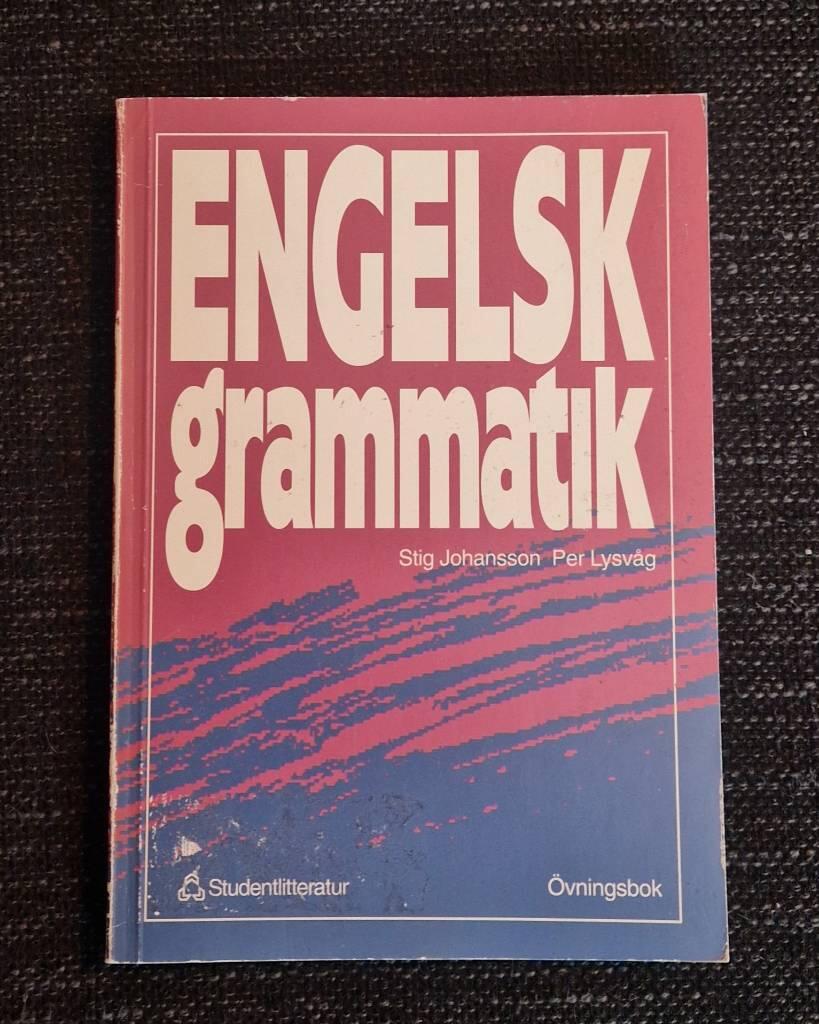 ENGELSK
grammatik
Stig Johansson Per Lysvåg
Studentlitteratur
Övningsbok